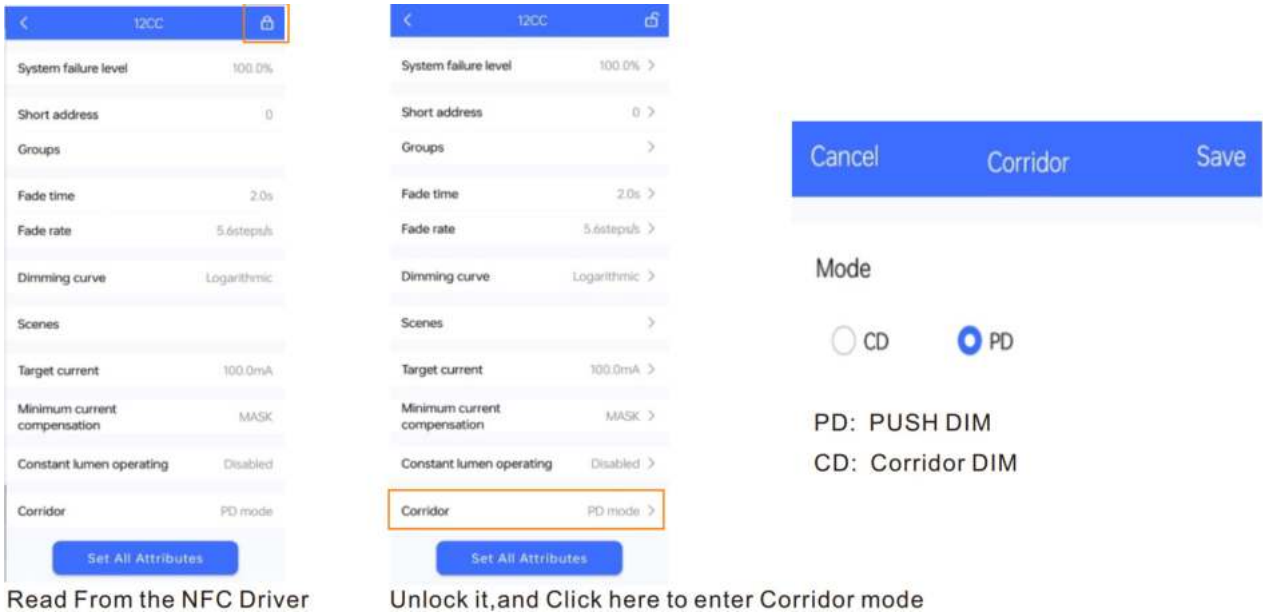 12CC
System failure level 100.0%
Short address 0
Groups
Fade time 2.0s
Fade rate 5.6steps/s
Dimming curve Logarithmic
Scenes
Target current 100.0mA
Minimum current
compensation MASK
Constant lumen operating Disabled
Corridor PD mode
Set All Attributes
Read From the NFC Driver
12CC
System failure level 100.0% >
Short address 0 >
Groups >
Fade time 2.0s >
Fade rate 5.6steps/s >
Dimming curve Logarithmic >
Scenes >
Target current 100.0mA >
Minimum current
compensation MASK >
Constant lumen operating Disabled >
Corridor PD mode >
Set All Attributes
Unlock it,and Click here to enter Corridor mode
Cancel Corridor Save
Mode
CD PD
PD: PUSH DIM
CD: Corridor DIM